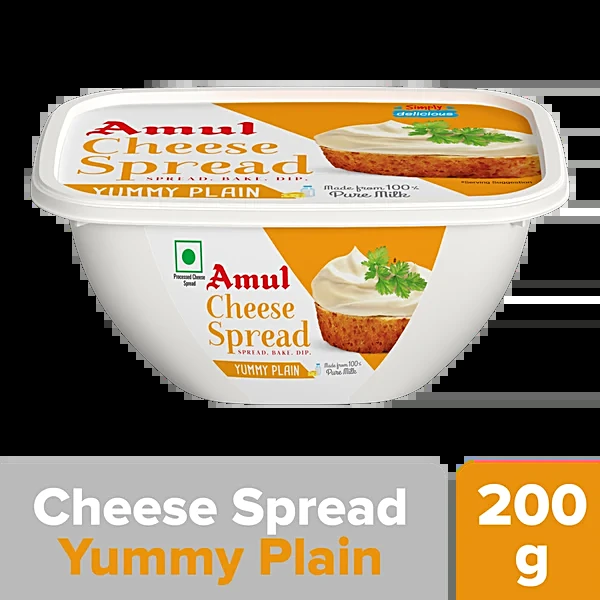 Simply
delicious
Amul
Cheese
Spread
SPREAD. BAKE. DIP.
YUMMY PLAIN
Made from 100%
Pure Milk
*Serving Suggestion
Processed Cheese
Spread
Amul
Cheese
Spread
SPREAD. BAKE. DIP.
YUMMY PLAIN
Made from 100%
Pure Milk
Cheese Spread
Yummy Plain
200
g